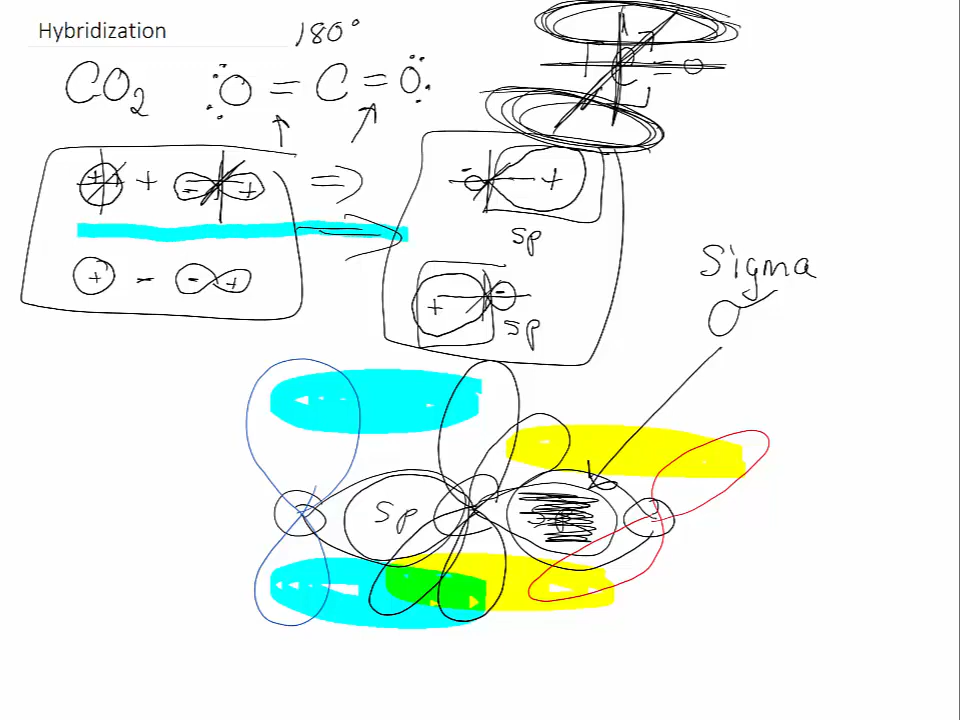 Hybridization
180°
CO2 O = C = O
C = O
+ + - + => - +
sp
+ - - + + -
sp
Sigma
σ
sp